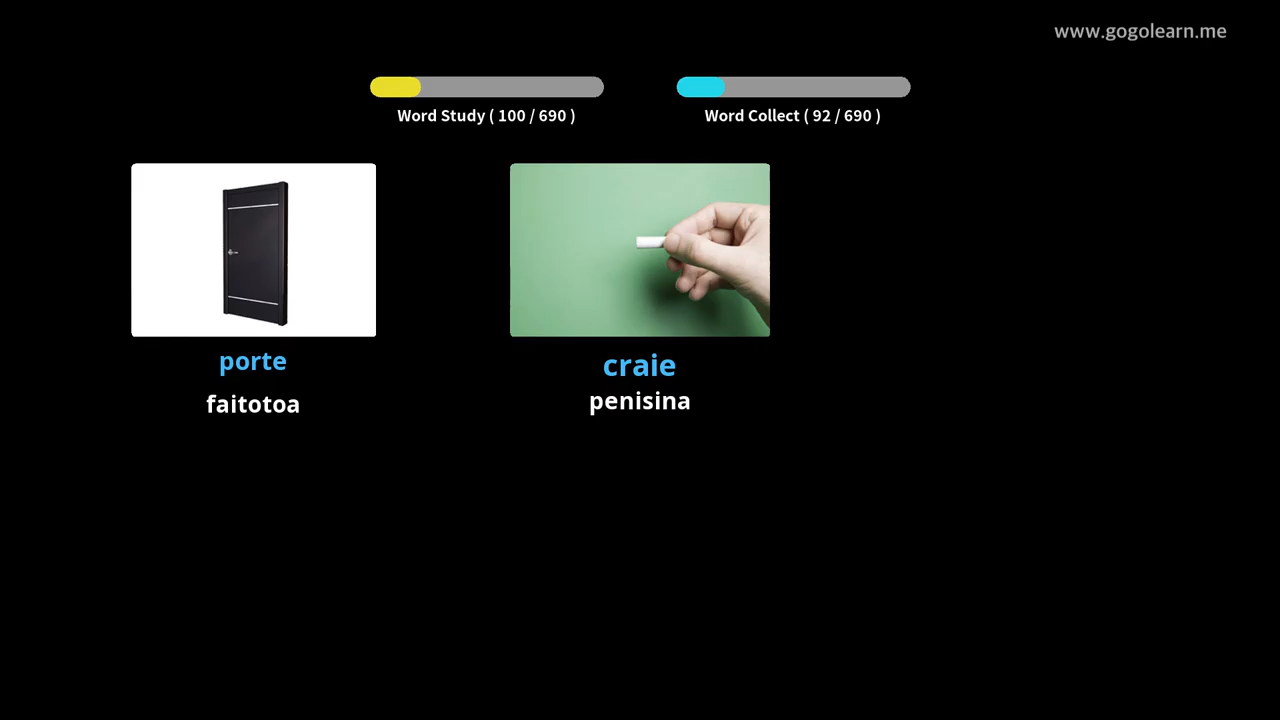 www.gogolearn.me
Word Study ( 100 / 690 )
Word Collect ( 92 / 690 )
porte
faitotoa
craie
penisina